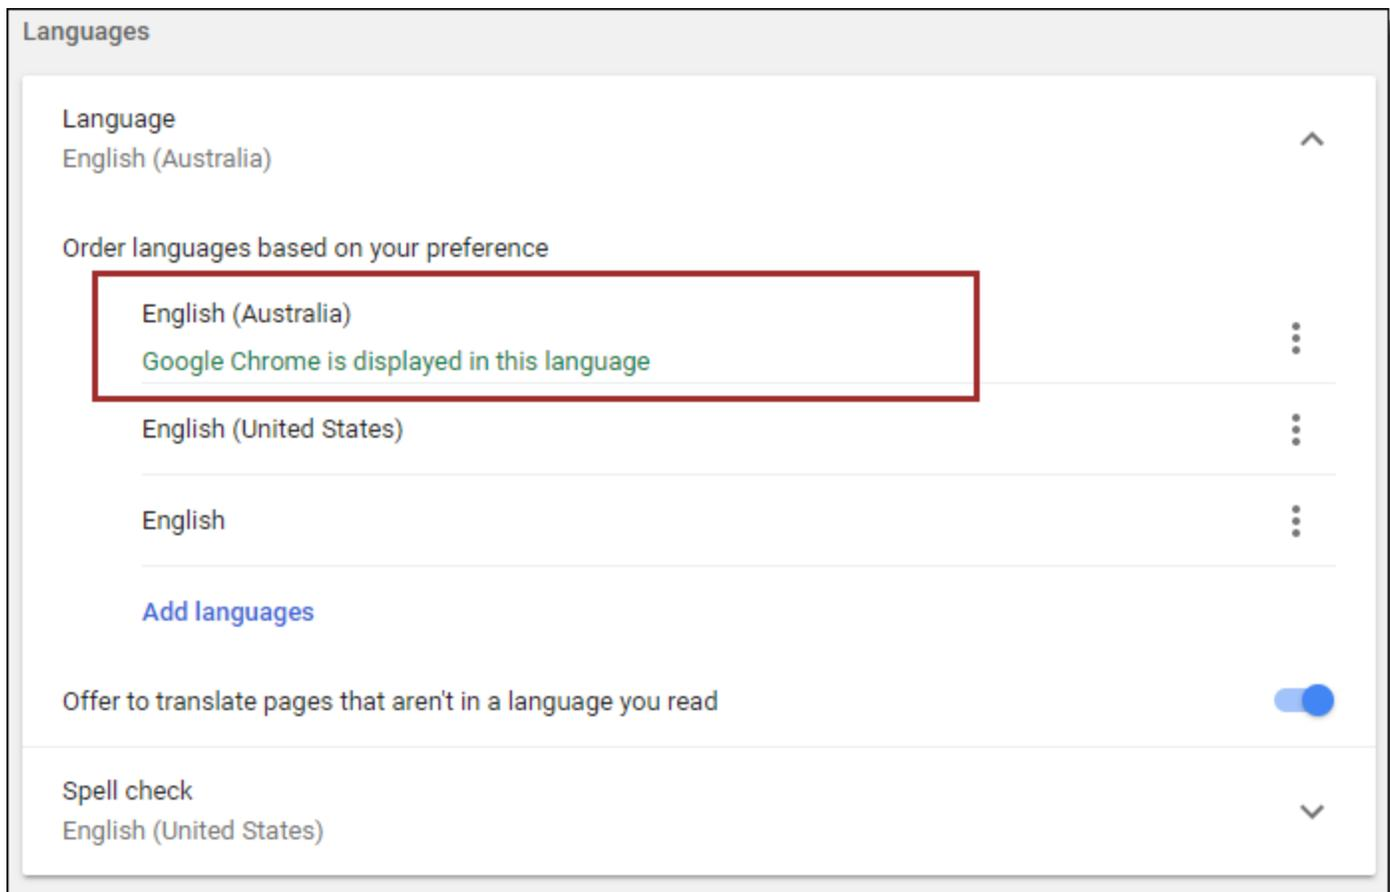 Languages
Language
English (Australia)
Order languages based on your preference
English (Australia)
Google Chrome is displayed in this language
English (United States)
English
Add languages
Offer to translate pages that aren't in a language you read
Spell check
English (United States)